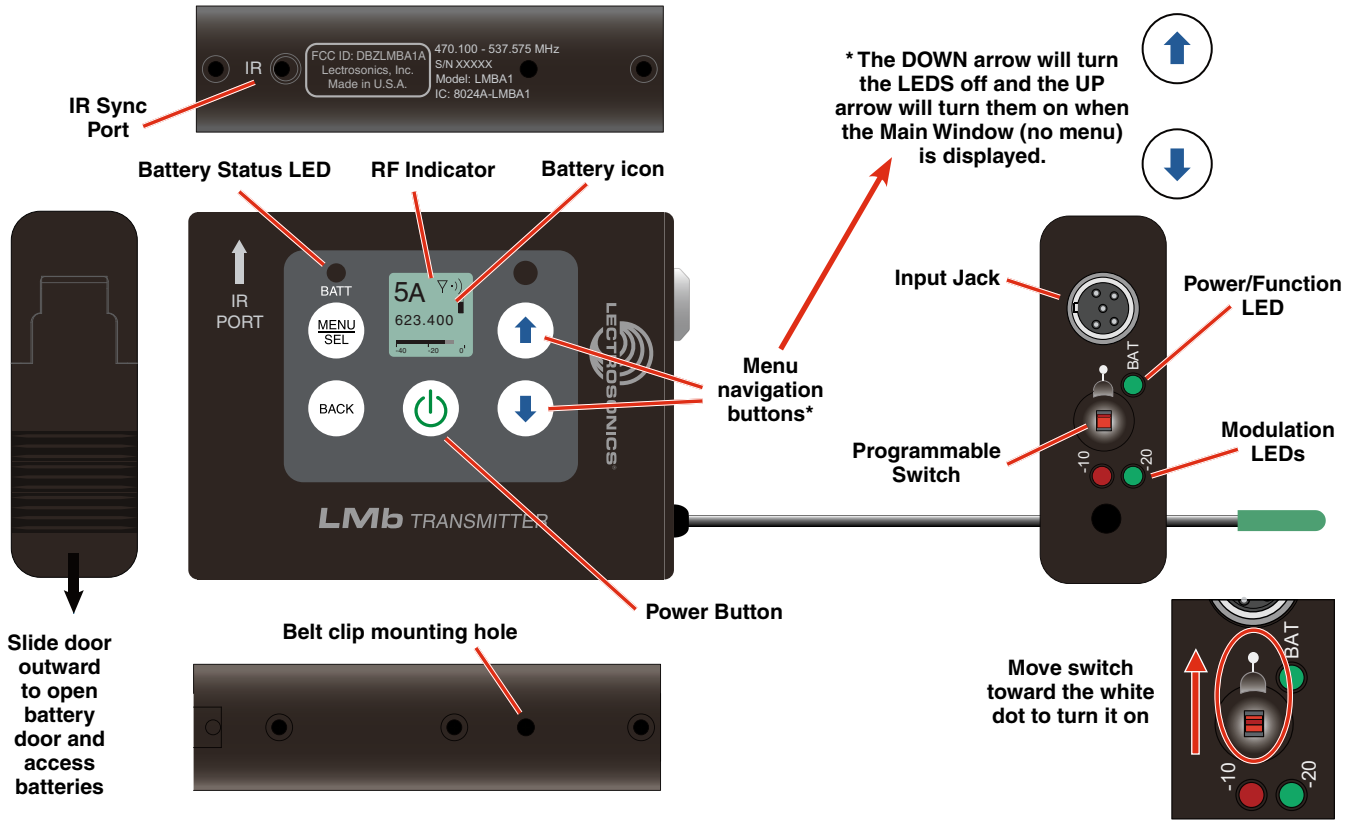 IR
FCC ID: DBZLMBA1A
Lectrosonics, Inc.
Made in U.S.A.
470.100 - 537.575 MHz
S/N XXXXX
Model: LMBA1
IC: 8024A-LMBA1
IR Sync
Port
* The DOWN arrow will turn
the LEDS off and the UP
arrow will turn them on when
the Main Window (no menu)
is displayed.
Battery Status LED
RF Indicator
Battery icon
IR
PORT
BATT
MENU
SEL
BACK
5A
623.400
-40 -20 0
LECTROSONICS
LMb TRANSMITTER
Menu
navigation
buttons*
Input Jack
Power/Function
LED
BAT
Programmable
Switch
-10
-20
Modulation
LEDs
Power Button
Slide door
outward
to open
battery
door and
access
batteries
Belt clip mounting hole
Move switch
toward the white
dot to turn it on
BAT
-10
-20